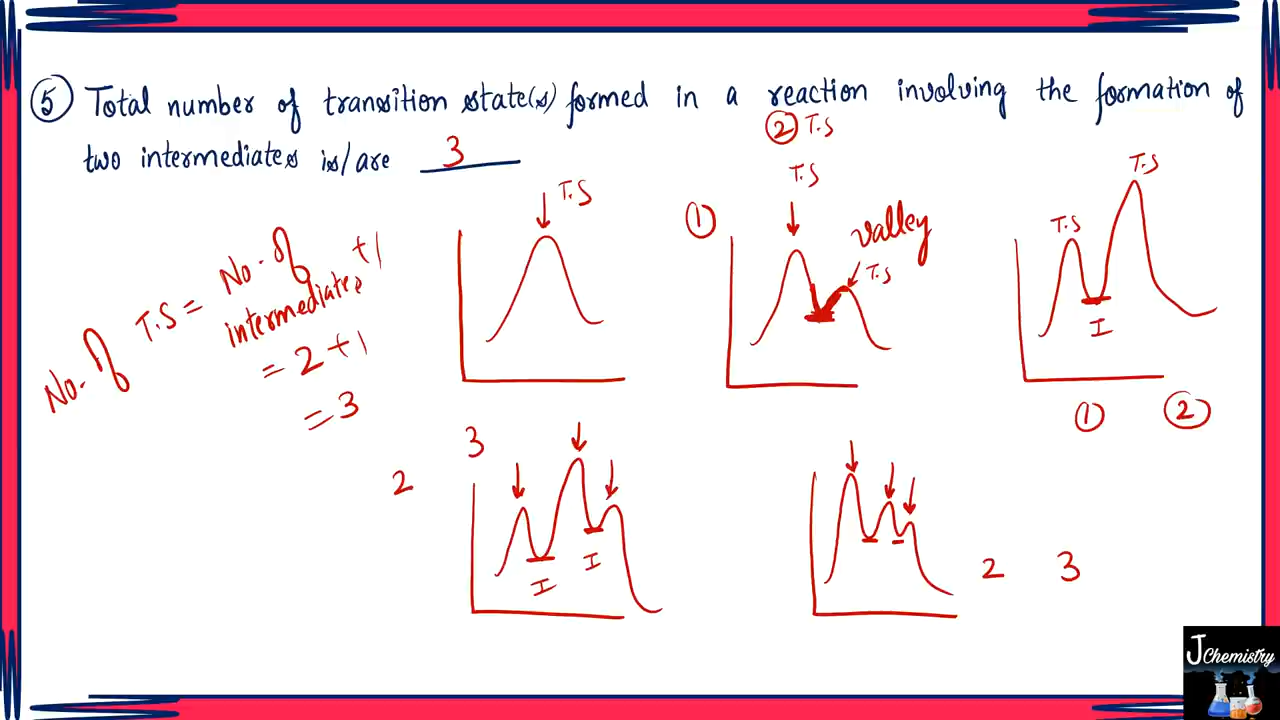 5 Total number of transition state(s) formed in a reaction involving the formation of
two intermediates is/are 3
2 T.S
No. of T.S = No. of intermediates +1
= 2 +1
= 3
T.S
1
T.S
valley
T.S
T.S
T.S
I
1 2
2 3
I I
2 3
J Chemistry